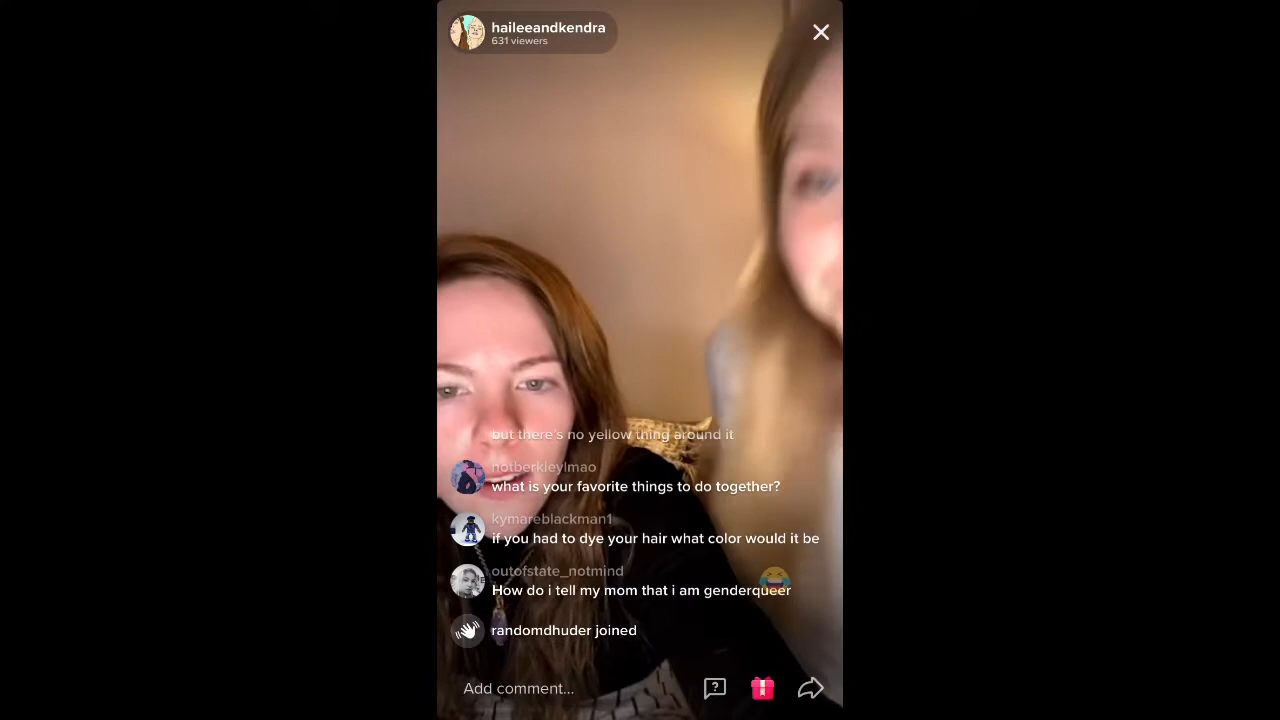 haileeandkendra
631 viewers
but there's no yellow thing around it
notberkleylmao
what is your favorite things to do together?
kymareblackman1
if you had to dye your hair what color would it be
outofstate_notmind
How do i tell my mom that i am genderqueer
randomdhuder joined
Add comment...
?